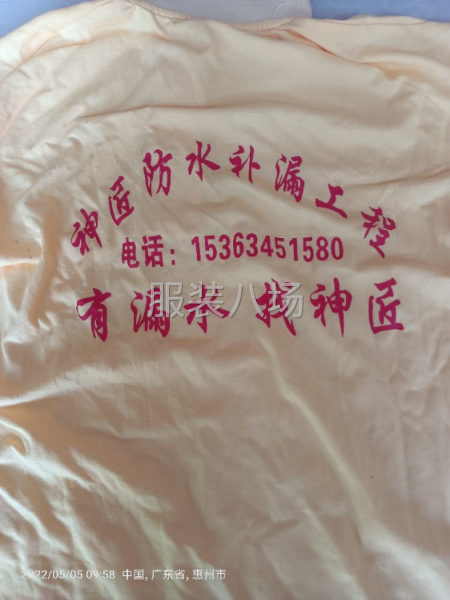 神匠防水补漏工程
电话：15363451580
有漏水 找神匠
服装八场
2022/05/05 09:58 中国,广东省,惠州市